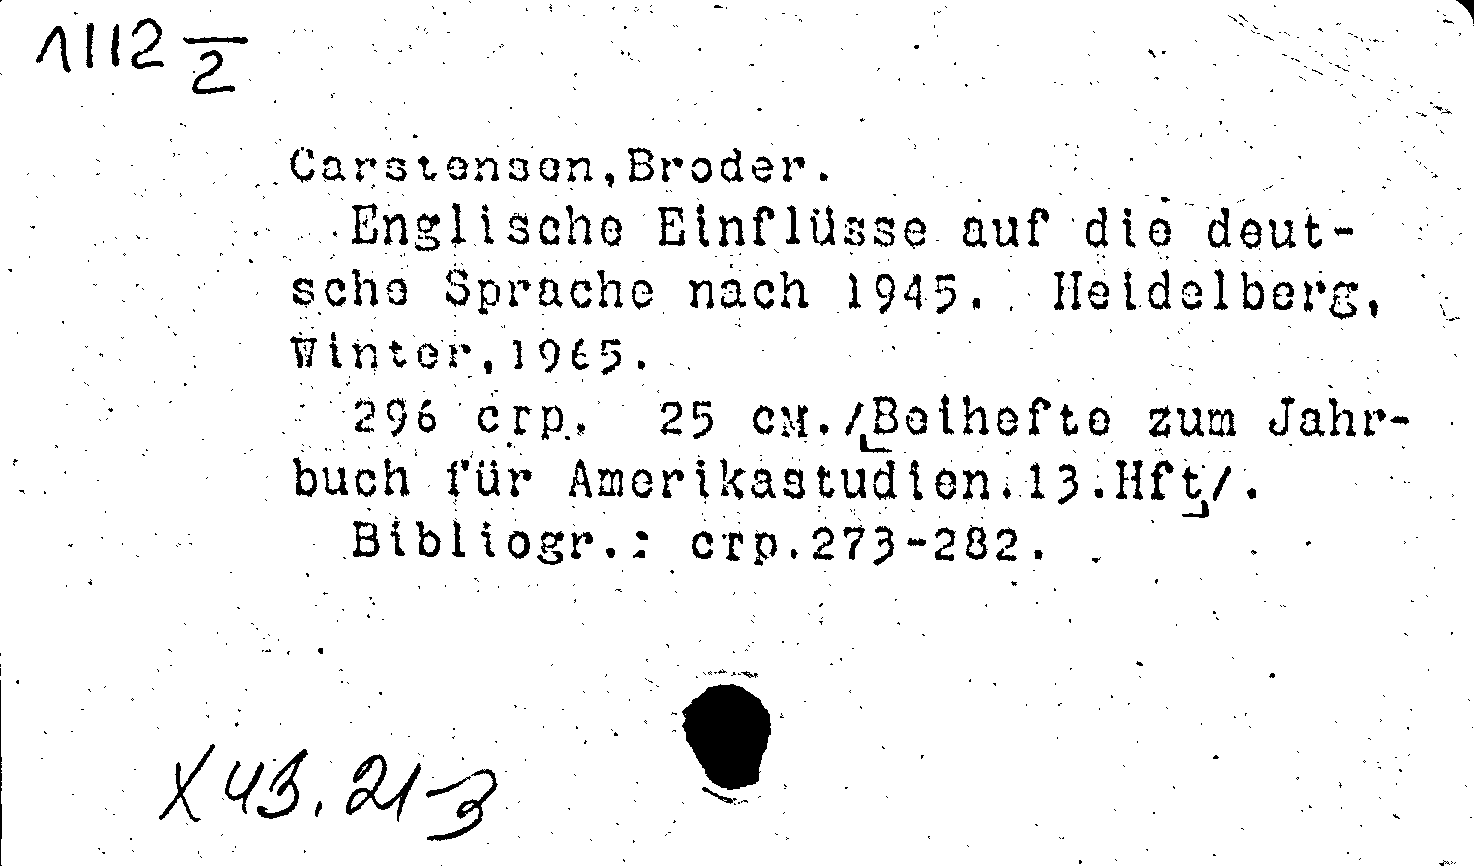 1112 2
Carstensen, Broder.
Englische Einflüsse auf die deut-
sche Sprache nach 1945. Heidelberg,
Winter, 1965.
296 стр. 25 см. /[Beihefte zum Jahr-
buch für Amerikastudien. 13. Hft]/.
Bibliogr.: стр. 273-282.
X 43.21-3